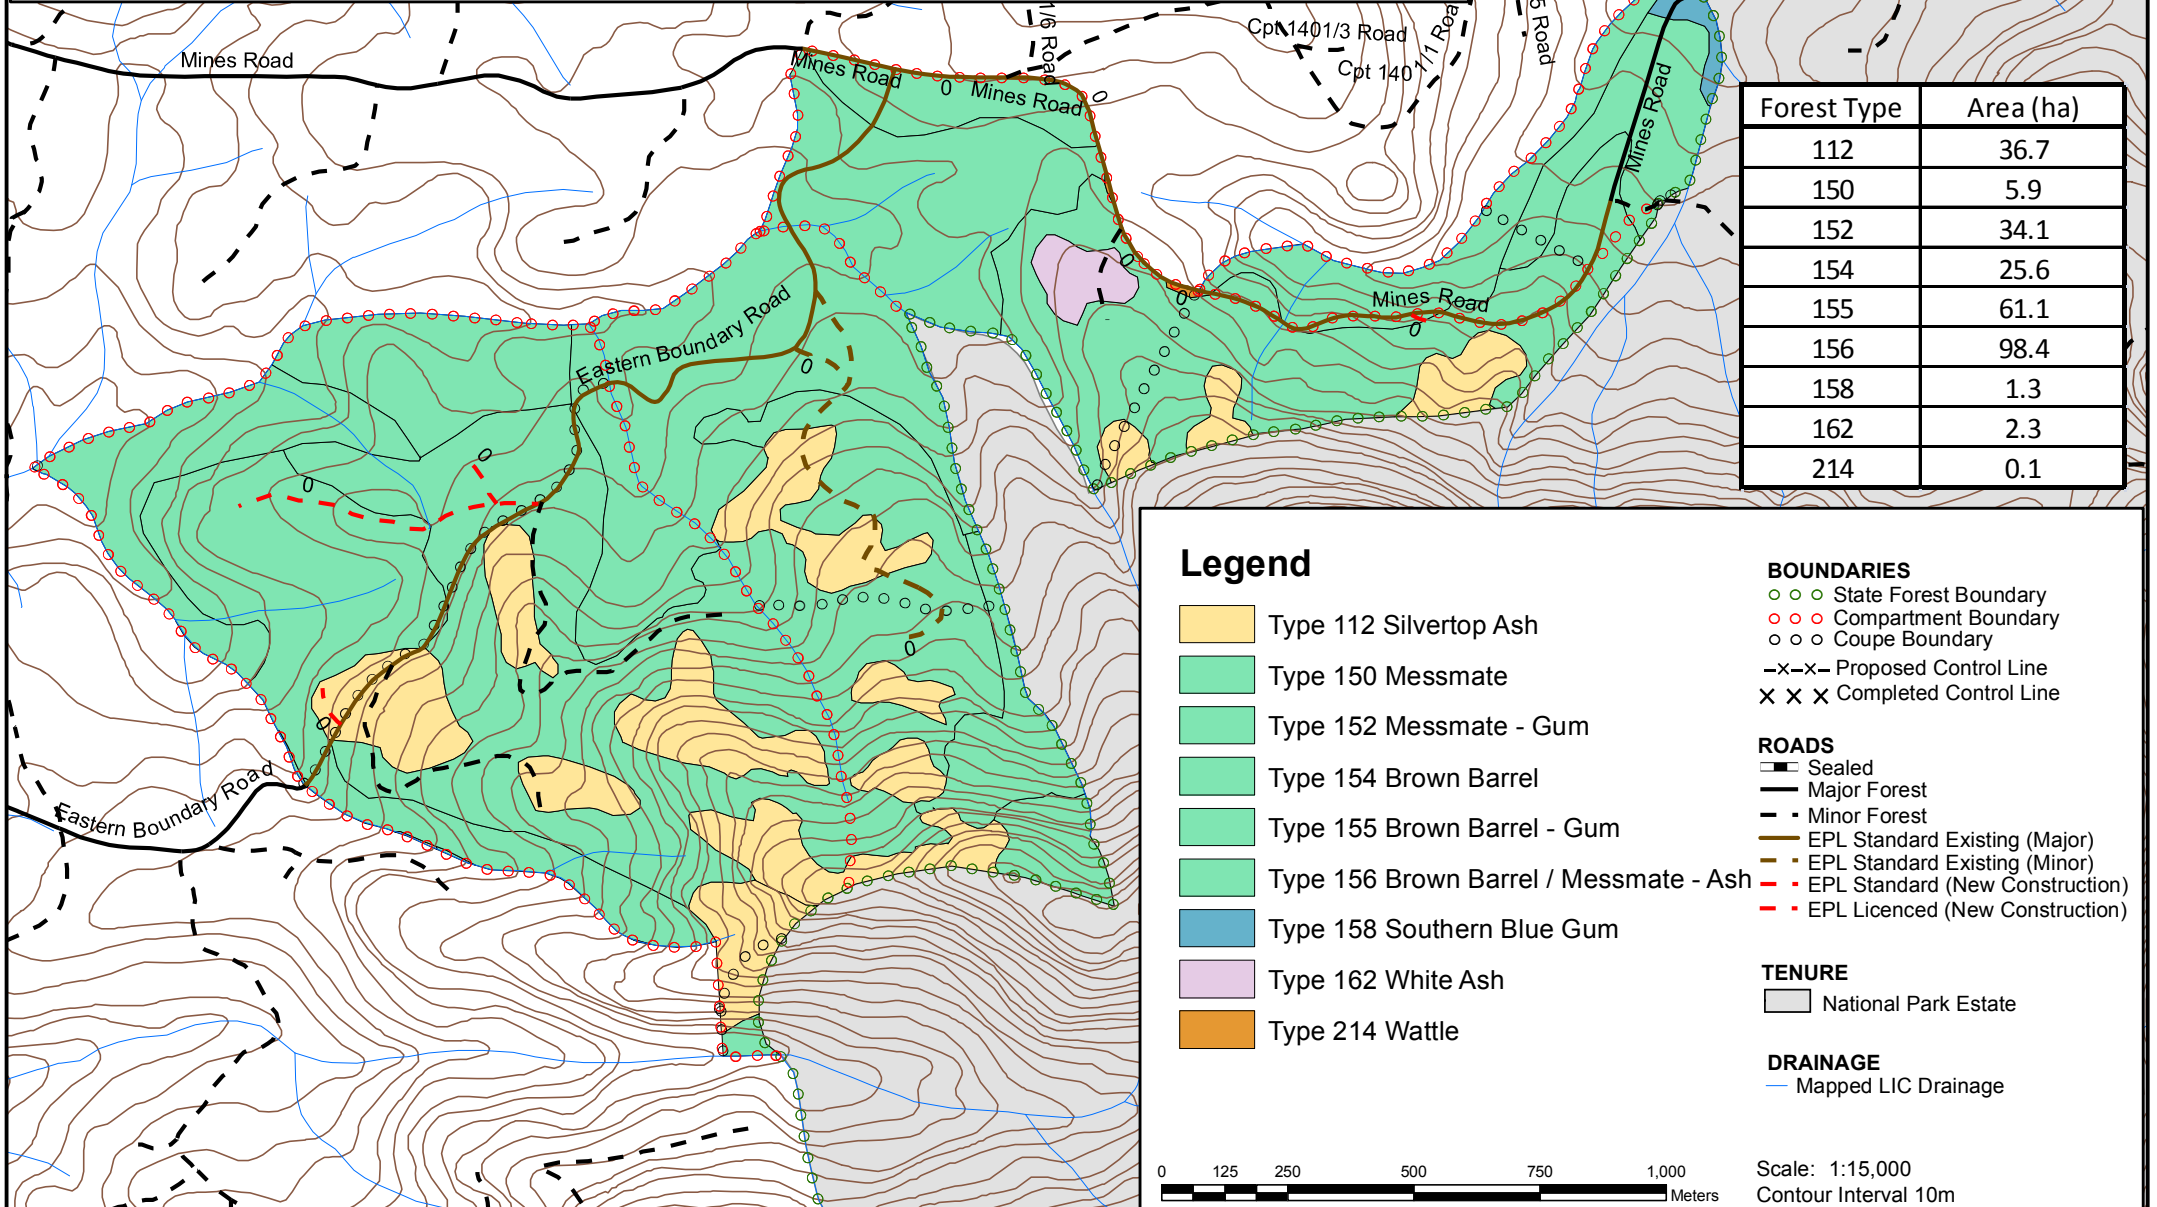 1/6 Road
Cpt 1401/3 Road
Cpt 140 1/11 Roa
5 Road
Mines Road
Mines Road
0
Mines Road
0
Mines Road
Forest Type Area (ha)
112 36.7
150 5.9
152 34.1
154 25.6
155 61.1
156 98.4
158 1.3
162 2.3
214 0.1
0
0
Mines Road
0
Eastern Boundary Road
0
0
0
0
0
Eastern Boundary Road
Legend
Type 112 Silvertop Ash
Type 150 Messmate
Type 152 Messmate - Gum
Type 154 Brown Barrel
Type 155 Brown Barrel - Gum
Type 156 Brown Barrel / Messmate - Ash
Type 158 Southern Blue Gum
Type 162 White Ash
Type 214 Wattle
BOUNDARIES
State Forest Boundary
Compartment Boundary
Coupe Boundary
Proposed Control Line
Completed Control Line
ROADS
Sealed
Major Forest
Minor Forest
EPL Standard Existing (Major)
EPL Standard Existing (Minor)
EPL Standard (New Construction)
EPL Licenced (New Construction)
TENURE
National Park Estate
DRAINAGE
Mapped LIC Drainage
0 125 250 500 750 1,000
Meters
Scale: 1:15,000
Contour Interval 10m